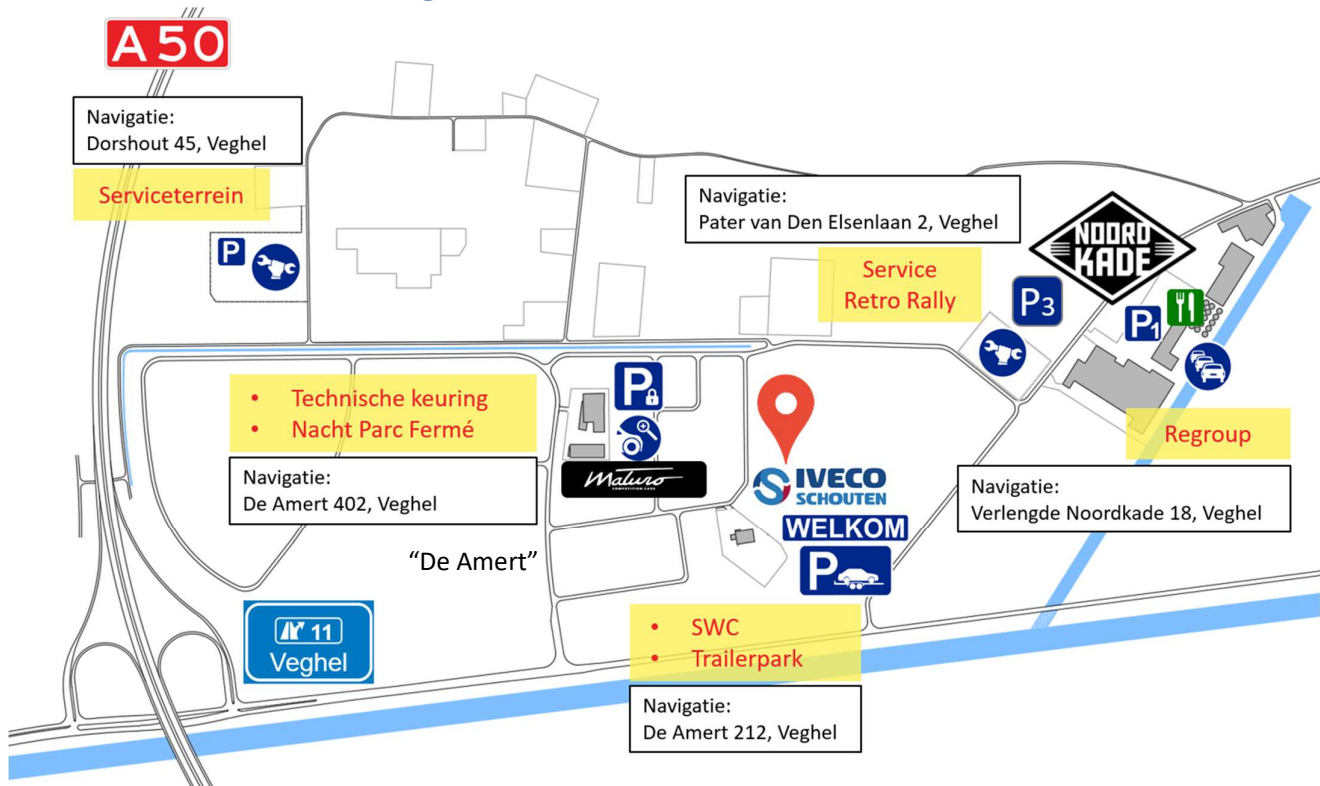 A50
Navigatie:
Dorshout 45, Veghel
Serviceterrein
P
Navigatie:
Pater van Den Elsenlaan 2, Veghel
Service
Retro Rally
NOORD
KADE
P3
P1
Regroup
Navigatie:
Verlengde Noordkade 18, Veghel
• Technische keuring
• Nacht Parc Fermé
Navigatie:
De Amert 402, Veghel
P
Maturo
COMPETITION CARS
IVECO
SCHOUTEN
WELKOM
P
“De Amert”
11
Veghel
• SWC
• Trailerpark
Navigatie:
De Amert 212, Veghel